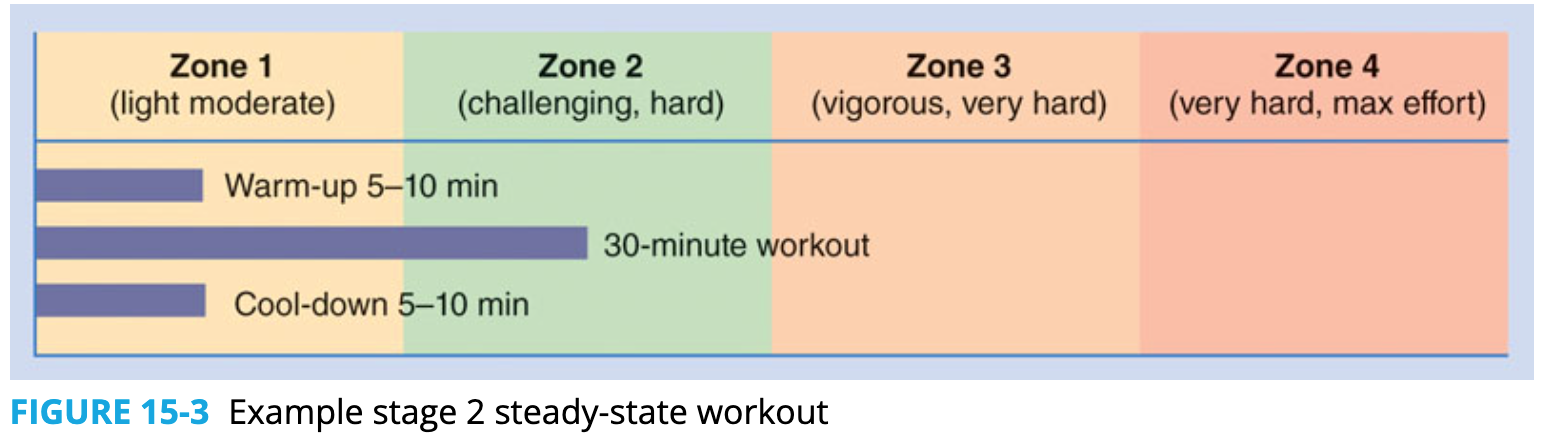 Zone 1
(light moderate)
Zone 2
(challenging, hard)
Zone 3
(vigorous, very hard)
Zone 4
(very hard, max effort)
Warm-up 5–10 min
30-minute workout
Cool-down 5–10 min
FIGURE 15-3 Example stage 2 steady-state workout